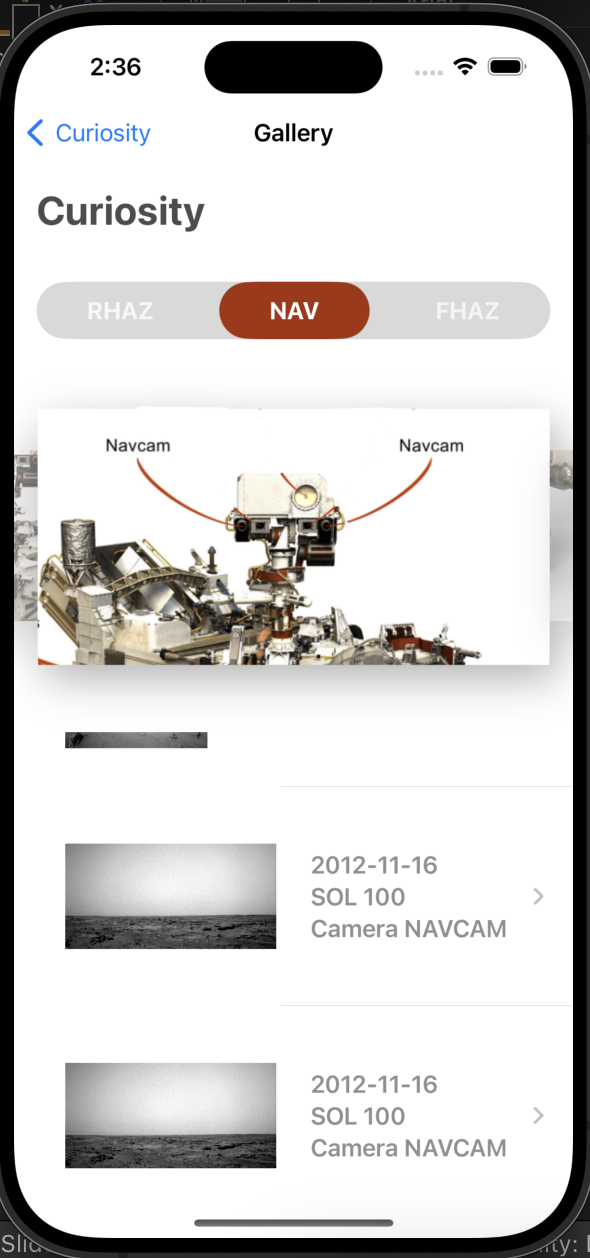 2:36
Curiosity
Gallery
Curiosity
RHAZ
NAV
FHAZ
Navcam
Navcam
2012-11-16
SOL 100
Camera NAVCAM
2012-11-16
SOL 100
Camera NAVCAM